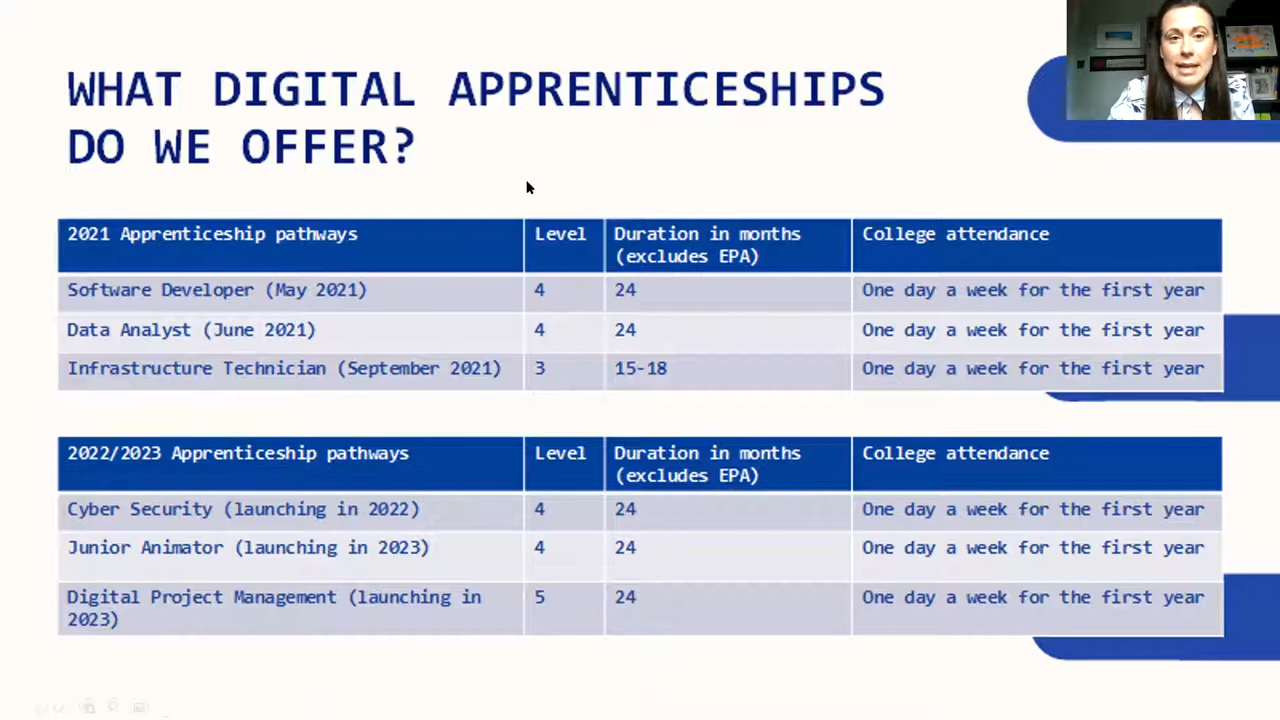 WHAT DIGITAL APPRENTICESHIPS
DO WE OFFER?
2021 Apprenticeship pathways Level Duration in months (excludes EPA) College attendance
Software Developer (May 2021) 4 24 One day a week for the first year
Data Analyst (June 2021) 4 24 One day a week for the first year
Infrastructure Technician (September 2021) 3 15-18 One day a week for the first year
2022/2023 Apprenticeship pathways Level Duration in months (excludes EPA) College attendance
Cyber Security (launching in 2022) 4 24 One day a week for the first year
Junior Animator (launching in 2023) 4 24 One day a week for the first year
Digital Project Management (launching in 2023) 5 24 One day a week for the first year